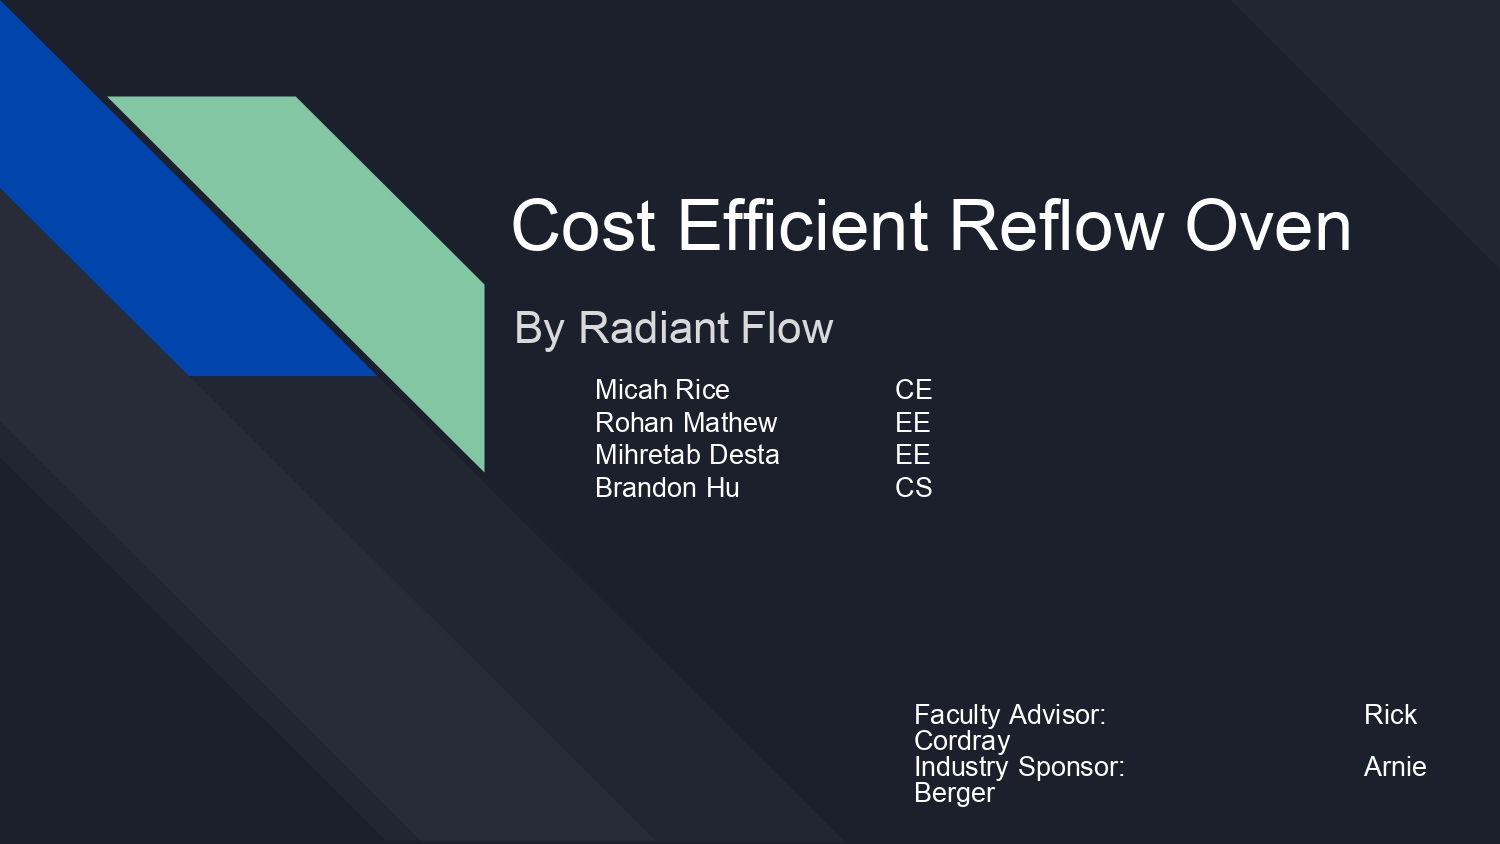 Cost Efficient Reflow Oven
By Radiant Flow
Micah Rice CE
Rohan Mathew EE
Mihretab Desta EE
Brandon Hu CS
Faculty Advisor: Rick
Cordray
Industry Sponsor: Arnie
Berger